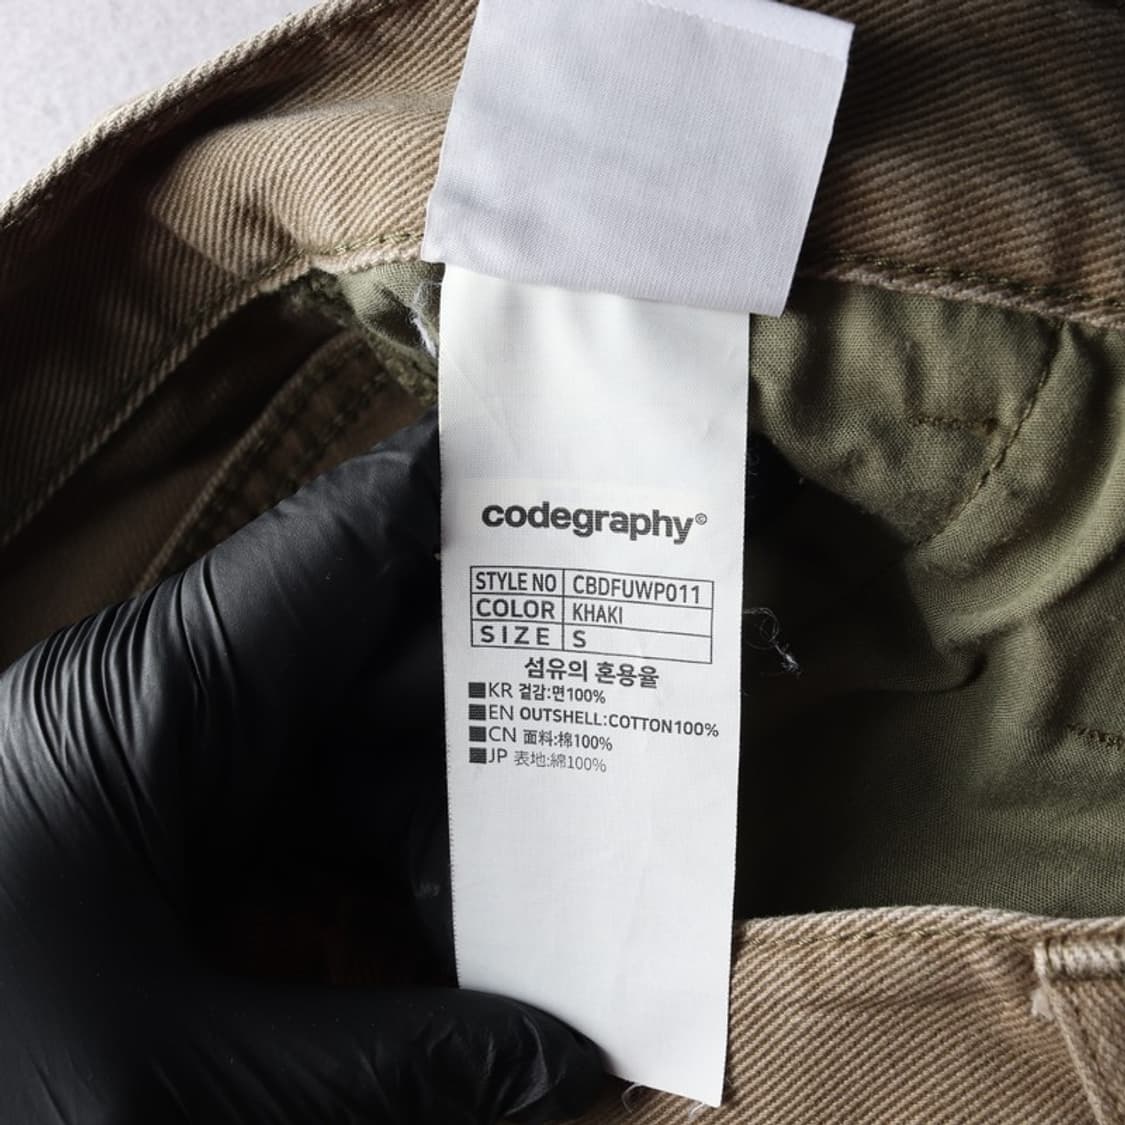 codegraphy©
STYLE NO CBDFUWP011
COLOR KHAKI
SIZE S
섬유의 혼용율
KR 겉감:면100%
EN OUTSHELL:COTTON100%
CN 面料:棉100%
JP 表地:綿100%